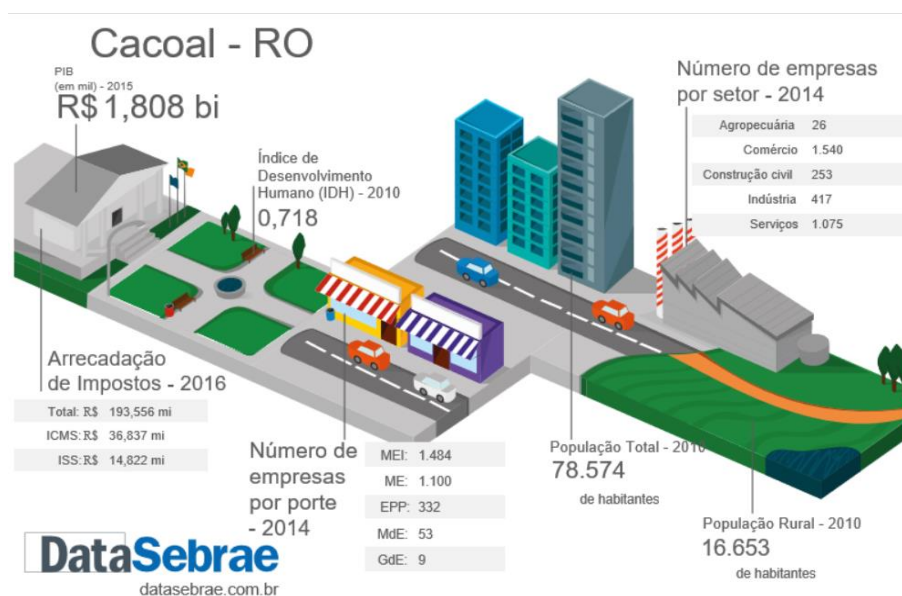 Cacoal - RO
PIB
(em mil) - 2015
R$ 1,808 bi
Índice de
Desenvolvimento
Humano (IDH) - 2010
0,718
Número de empresas
por setor - 2014
Agropecuária 26
Comércio 1.540
Construção civil 253
Indústria 417
Serviços 1.075
Arrecadação
de Impostos - 2016
Total: R$ 193,556 mi
ICMS: R$ 36,837 mi
ISS: R$ 14,822 mi
Número de
empresas
por porte
- 2014
MEI: 1.484
ME: 1.100
EPP: 332
MdE: 53
GdE: 9
População Total - 2010
78.574
de habitantes
População Rural - 2010
16.653
de habitantes
DataSebrae
datasebrae.com.br